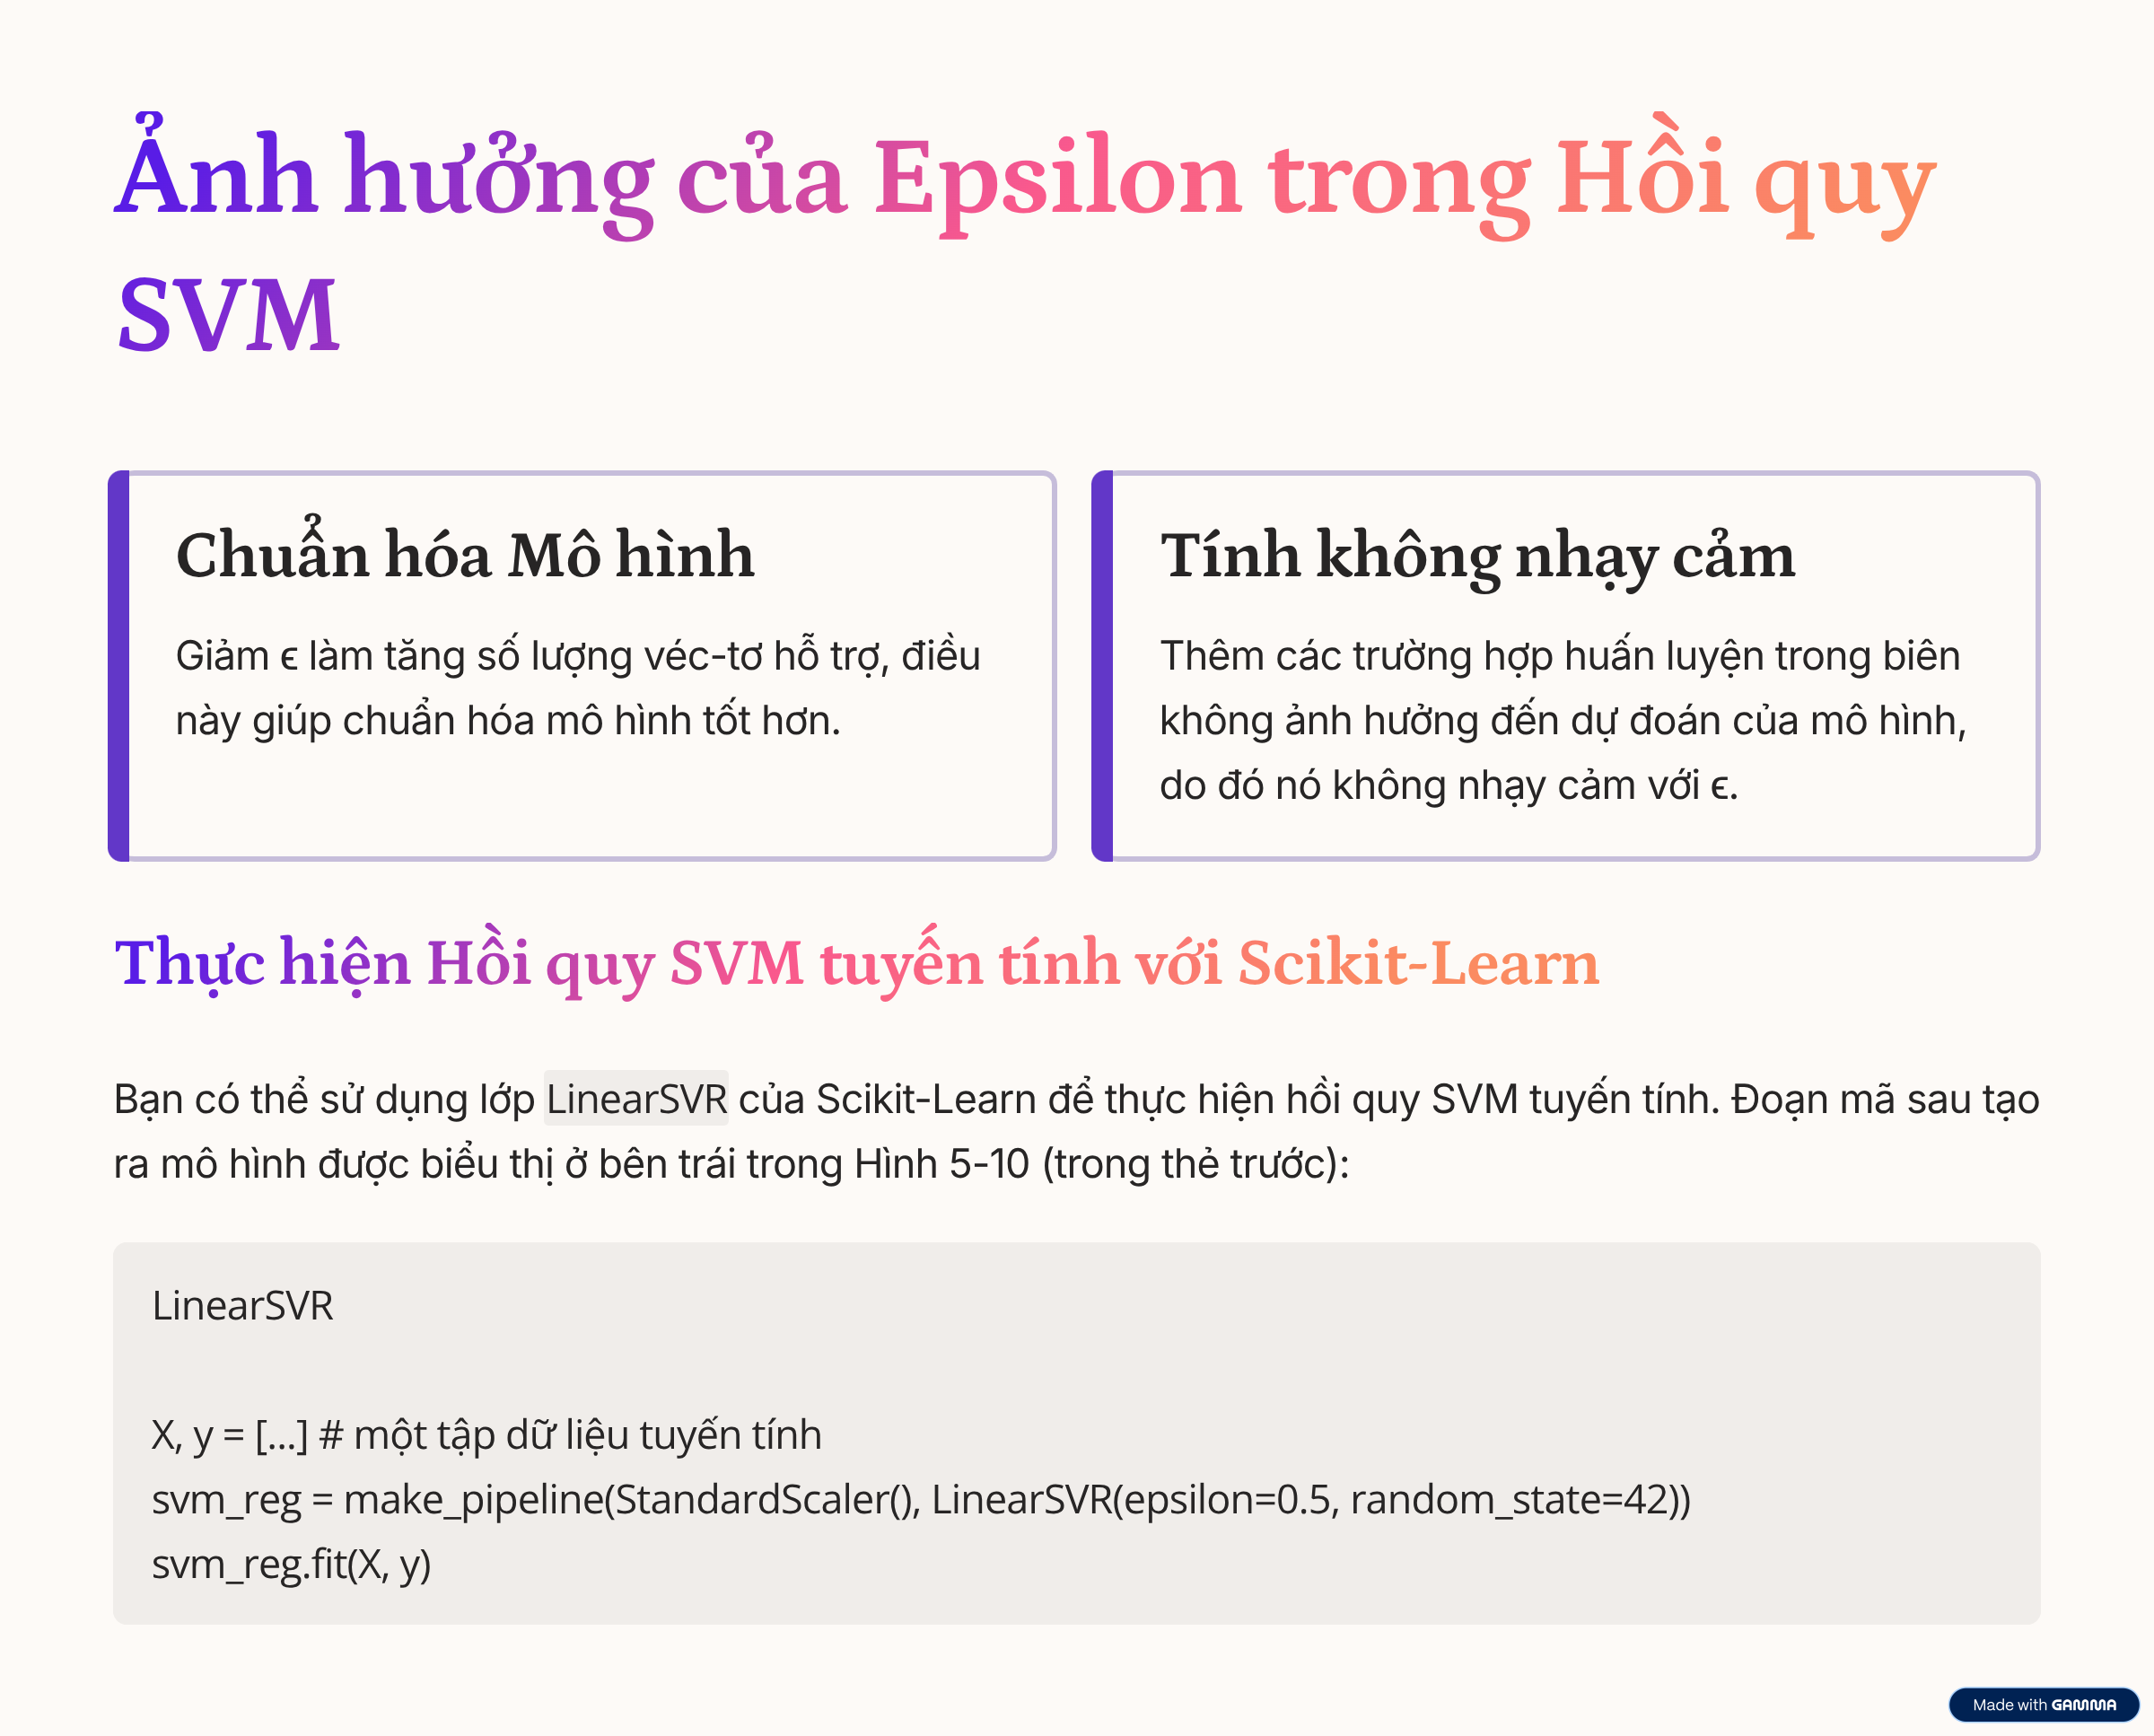 Ảnh hưởng của Epsilon trong Hồi quy
SVM
Chuẩn hóa Mô hình
Giảm ϵ làm tăng số lượng véc-tơ hỗ trợ, điều
này giúp chuẩn hóa mô hình tốt hơn.
Tính không nhạy cảm
Thêm các trường hợp huấn luyện trong biên
không ảnh hưởng đến dự đoán của mô hình,
do đó nó không nhạy cảm với ϵ.
Thực hiện Hồi quy SVM tuyến tính với Scikit-Learn
Bạn có thể sử dụng lớp LinearSVR của Scikit-Learn để thực hiện hồi quy SVM tuyến tính. Đoạn mã sau tạo
ra mô hình được biểu thị ở bên trái trong Hình 5-10 (trong thẻ trước):
LinearSVR
X, y = [...] # một tập dữ liệu tuyến tính
svm_reg = make_pipeline(StandardScaler(), LinearSVR(epsilon=0.5, random_state=42))
svm_reg.fit(X, y)
Made with GAMMA